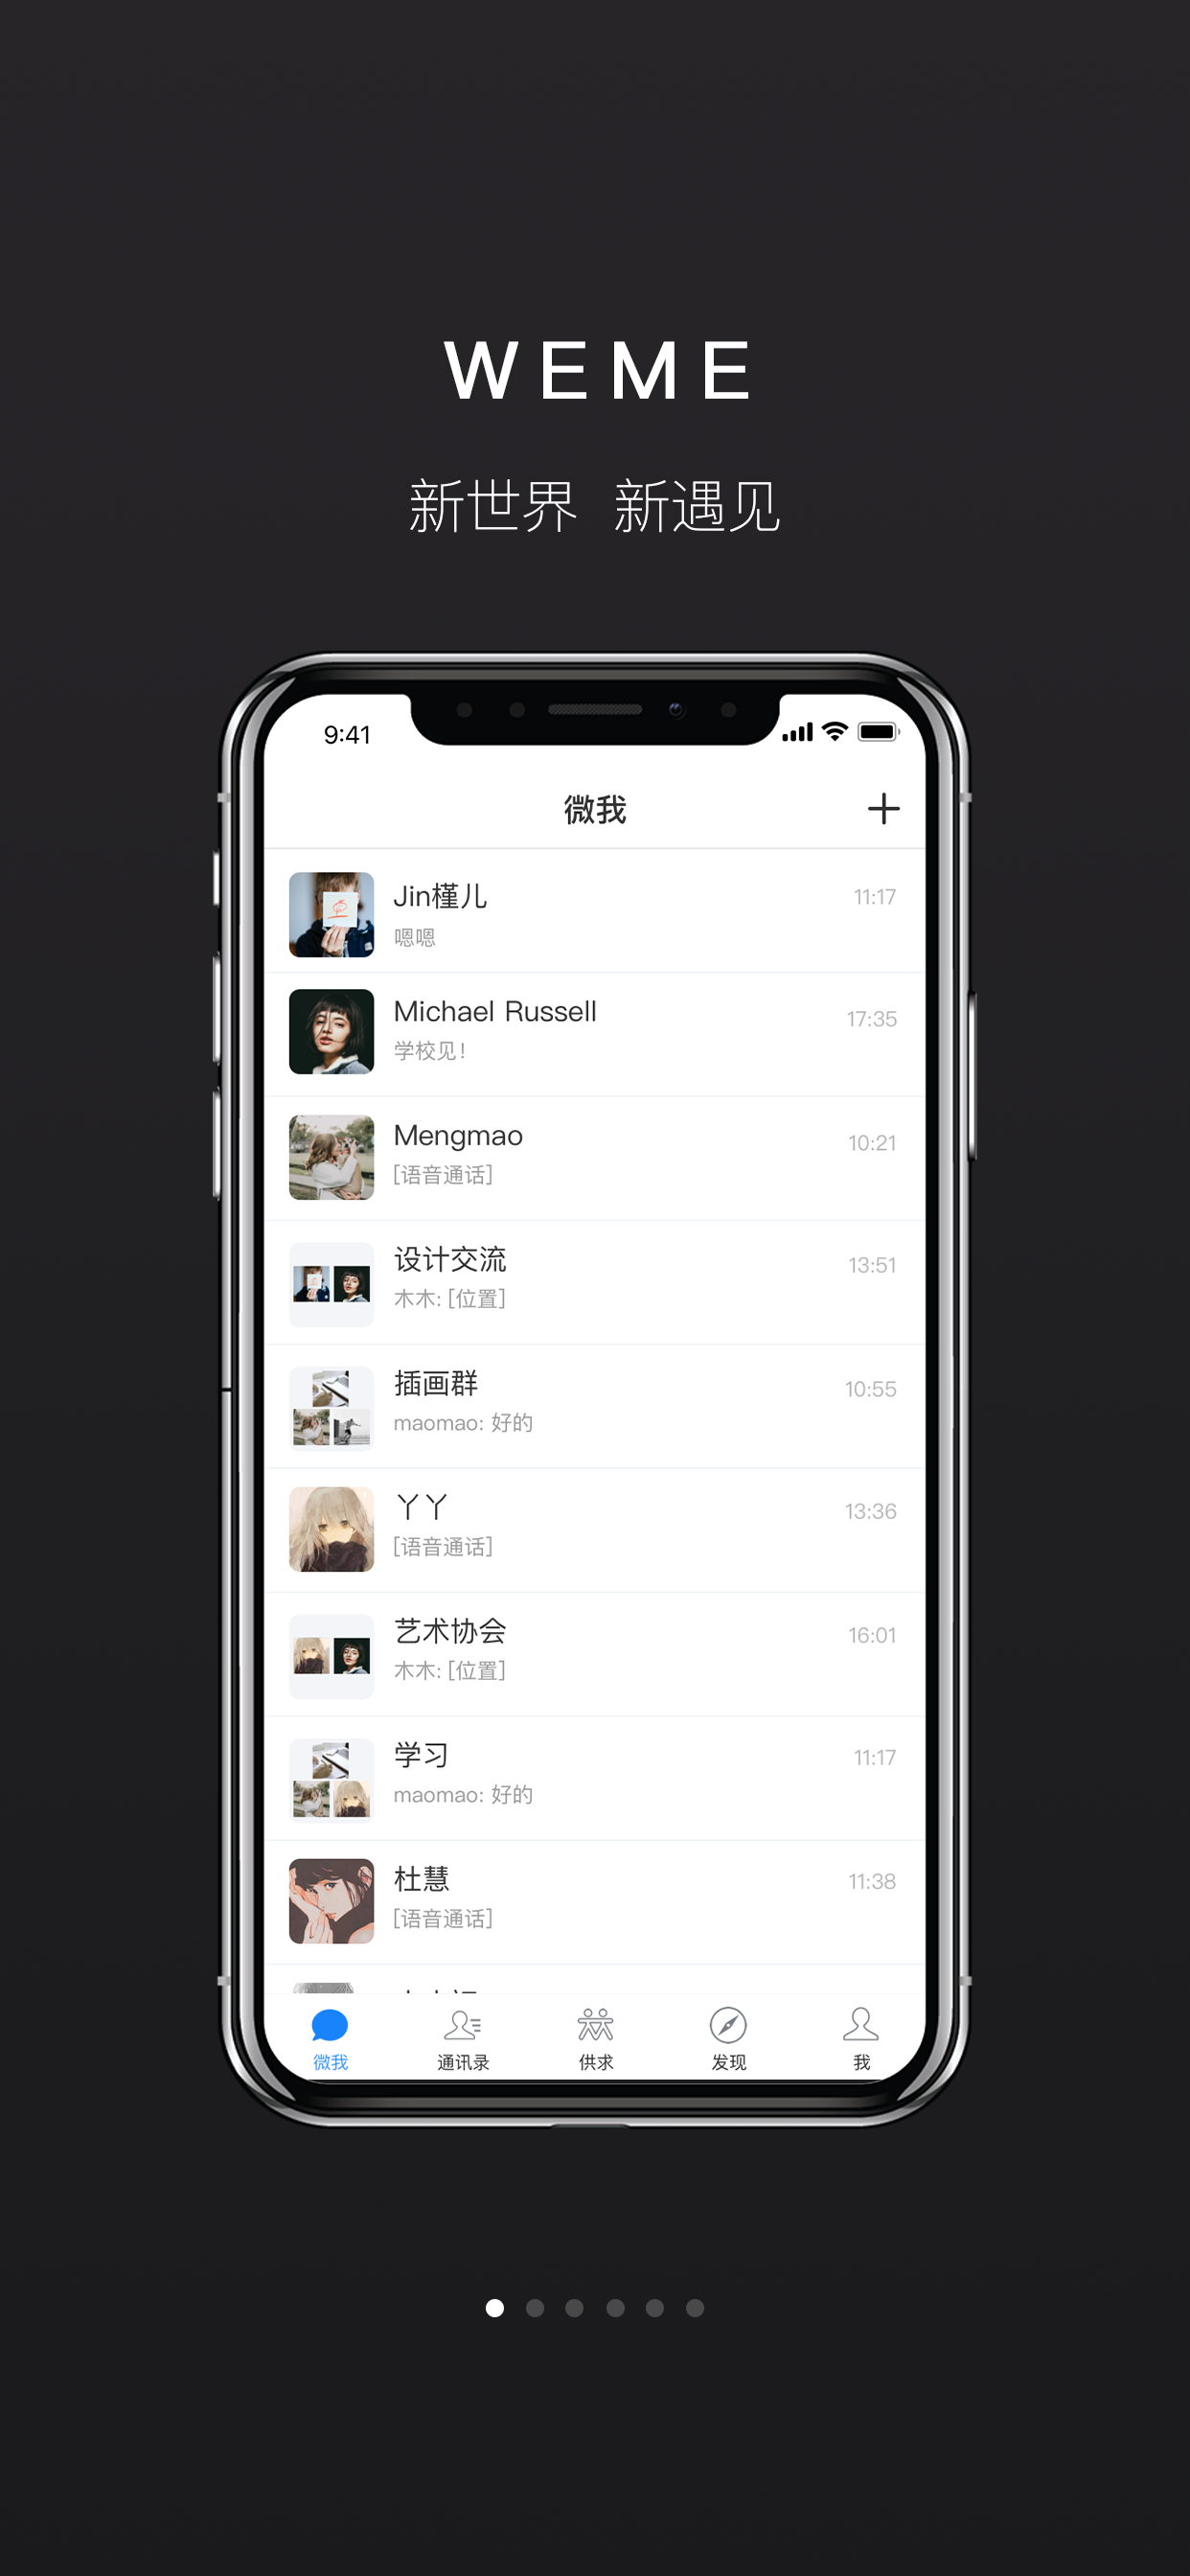 WEME
新世界 新遇见
9:41
微我
Jin槿儿 11:17
嗯嗯
Michael Russell 17:35
学校见!
Mengmao 10:21
[语音通话]
设计交流 13:51
木木: [位置]
插画群 10:55
maomao: 好的
丫丫 13:36
[语音通话]
艺术协会 16:01
木木: [位置]
学习 11:17
maomao: 好的
杜慧 11:38
[语音通话]
微我 通讯录 供求 发现 我